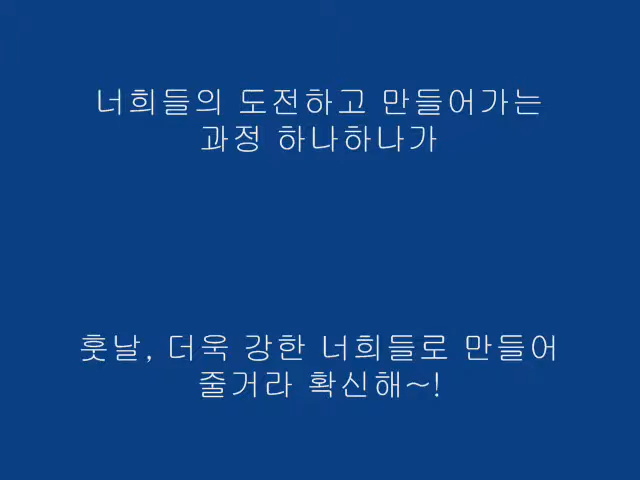 너희들의 도전하고 만들어가는
과정 하나하나가
훗날, 더욱 강한 너희들로 만들어
줄거라 확신해~!